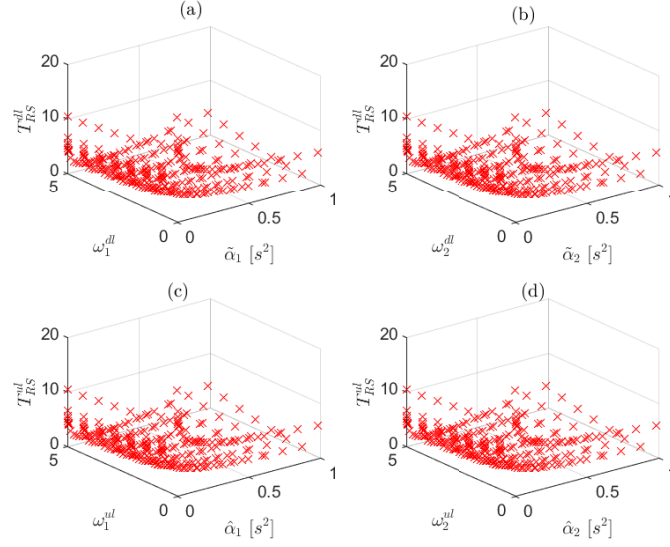 (a)
(b)
20
10
0
T_{RS}^{dl}
5
0
ω_1^{dl}
0
0.5
1
α̃_1 [s^2]
20
10
0
T_{RS}^{dl}
5
0
ω_2^{dl}
0
0.5
1
α̃_2 [s^2]
(c)
(d)
20
10
0
T_{RS}^{ul}
5
0
ω_1^{ul}
0
0.5
1
α̂_1 [s^2]
20
10
0
T_{RS}^{ul}
5
0
ω_2^{ul}
0
0.5
1
α̂_2 [s^2]